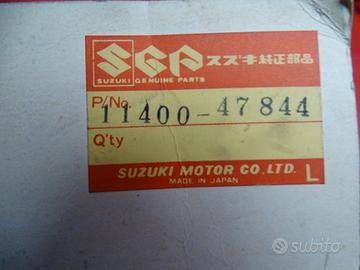 SGP スズキ純正部品
SUZUKI GENUINE PARTS
P/No. 11400-47844
Q'ty
SUZUKI MOTOR CO.,LTD. L
MADE IN JAPAN
subito